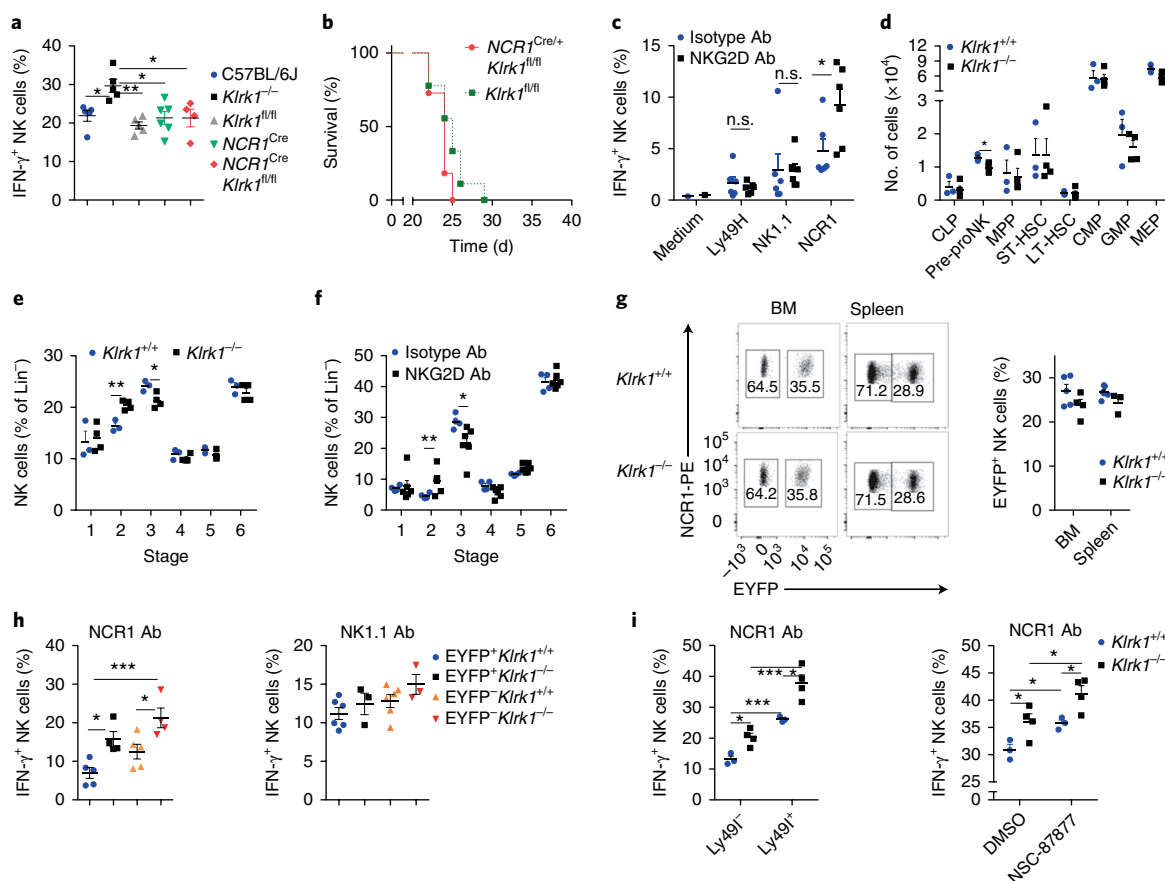 a
IFN-γ+ NK cells (%)
40
30
20
10
0
*
*
*
*
**
C57BL/6J
Klrk1−/−
Klrk1fl/fl
NCR1Cre
NCR1Cre
Klrk1fl/fl
b
Survival (%)
100
50
0
0 20 25 30 35 40
Time (d)
NCR1Cre/+
Klrk1fl/fl
Klrk1fl/fl
c
IFN-γ+ NK cells (%)
15
10
5
0
Isotype Ab
NKG2D Ab
n.s.
n.s.
*
Medium
Ly49H
NK1.1
NCR1
d
No. of cells (×104)
12
9
6
3
2
1
0
Klrk1+/+
Klrk1−/−
*
CLP
Pre-proNK
MPP
ST-HSC
LT-HSC
CMP
GMP
MEP
e
NK cells (% of Lin−)
30
20
10
0
Klrk1+/+ Klrk1−/−
**
*
1 2 3 4 5 6
Stage
f
NK cells (% of Lin−)
50
40
30
20
10
0
Isotype Ab
NKG2D Ab
**
*
1 2 3 4 5 6
Stage
g
BM Spleen
Klrk1+/+
64.5 35.5 71.2 28.9
Klrk1−/−
64.2 35.8 71.5 28.6
NCR1-PE
105
104
103
0
−103 0 103 104 105
EYFP
EYFP+ NK cells (%)
40
30
20
10
0
Klrk1+/+
Klrk1−/−
BM
Spleen
h
NCR1 Ab
IFN-γ+ NK cells (%)
40
30
20
10
0
***
*
*
NK1.1 Ab
20
15
10
5
0
EYFP+Klrk1+/+
EYFP+Klrk1−/−
EYFP−Klrk1+/+
EYFP−Klrk1−/−
i
NCR1 Ab
IFN-γ+ NK cells (%)
50
40
30
20
10
0
*** *
***
*
Ly49I−
Ly49I+
NCR1 Ab
IFN-γ+ NK cells (%)
45
40
35
30
25
0
*
*
*
*
Klrk1+/+
Klrk1−/−
DMSO
NSC-87877